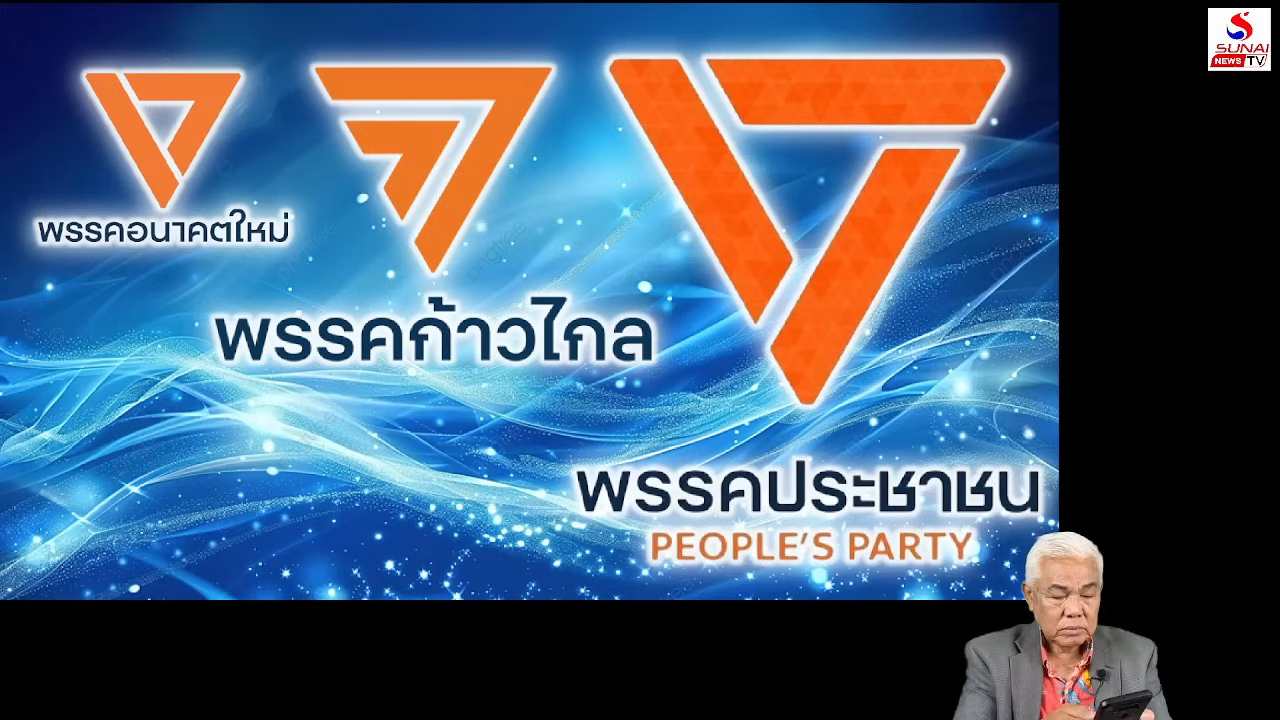 SUNAI
NEWS TV
พรรคอนาคตใหม่
พรรคก้าวไกล
พรรคประชาชน
PEOPLE'S PARTY